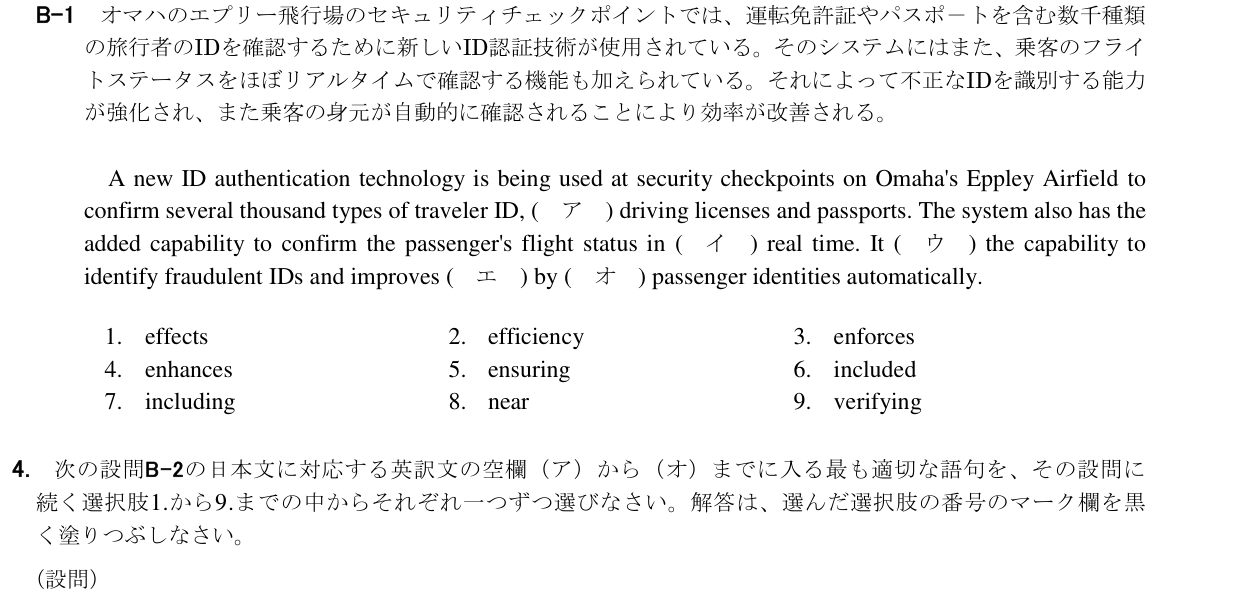 B-1 オマハのエプリー飛行場のセキュリティチェックポイントでは、運転免許証やパスポートを含む数千種類
の旅行者のIDを確認するために新しいID認証技術が使用されている。そのシステムにはまた、乗客のフライ
トステータスをほぼリアルタイムで確認する機能も加えられている。それによって不正なIDを識別する能力
が強化され、また乗客の身元が自動的に確認されることにより効率が改善される。
A new ID authentication technology is being used at security checkpoints on Omaha's Eppley Airfield to
confirm several thousand types of traveler ID, ( ア ) driving licenses and passports. The system also has the
added capability to confirm the passenger's flight status in ( イ ) real time. It ( ウ ) the capability to
identify fraudulent IDs and improves ( エ ) by ( オ ) passenger identities automatically.
1. effects 2. efficiency 3. enforces
4. enhances 5. ensuring 6. included
7. including 8. near 9. verifying
4. 次の設問B-2の日本文に対応する英訳文の空欄（ア）から（オ）までに入る最も適切な語句を、その設問に
続く選択肢1.から9.までの中からそれぞれ一つずつ選びなさい。解答は、選んだ選択肢の番号のマーク欄を黒
く塗りつぶしなさい。
（設問）